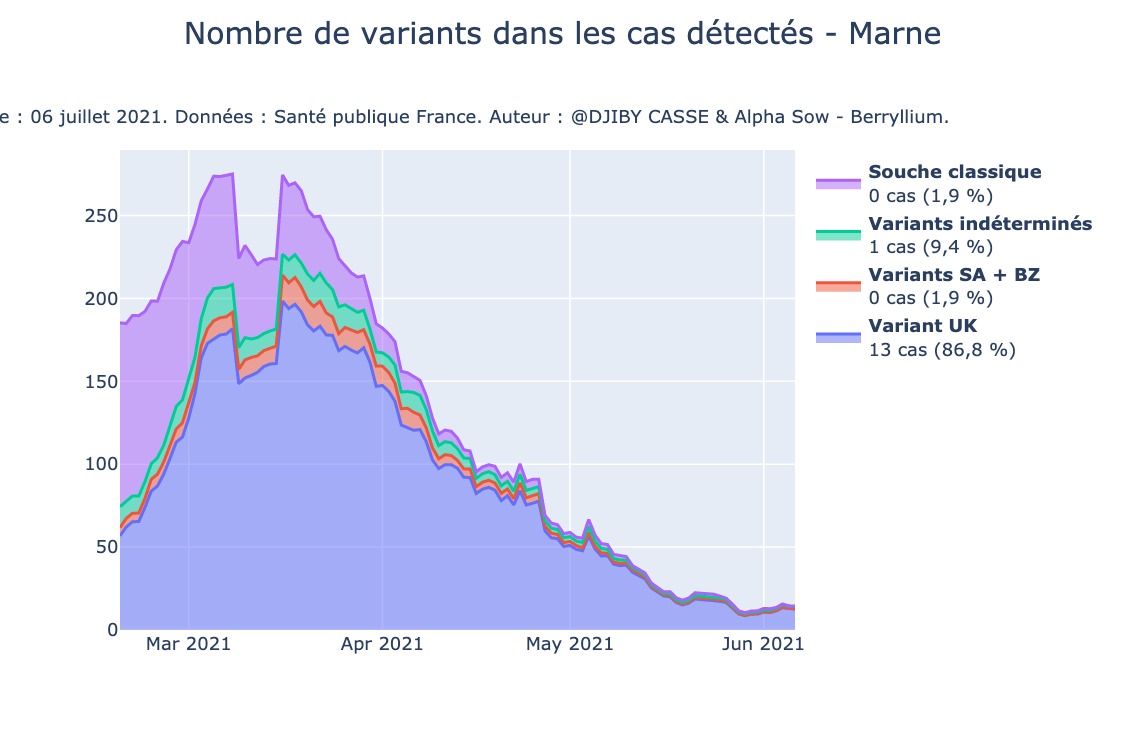 Nombre de variants dans les cas détectés - Marne
e : 06 juillet 2021. Données : Santé publique France. Auteur : @DJIBY CASSE & Alpha Sow - Berryllium.
Souche classique
0 cas (1,9 %)
Variants indéterminés
1 cas (9,4 %)
Variants SA + BZ
0 cas (1,9 %)
Variant UK
13 cas (86,8 %)
250
200
150
100
50
0
Mar 2021
Apr 2021
May 2021
Jun 2021